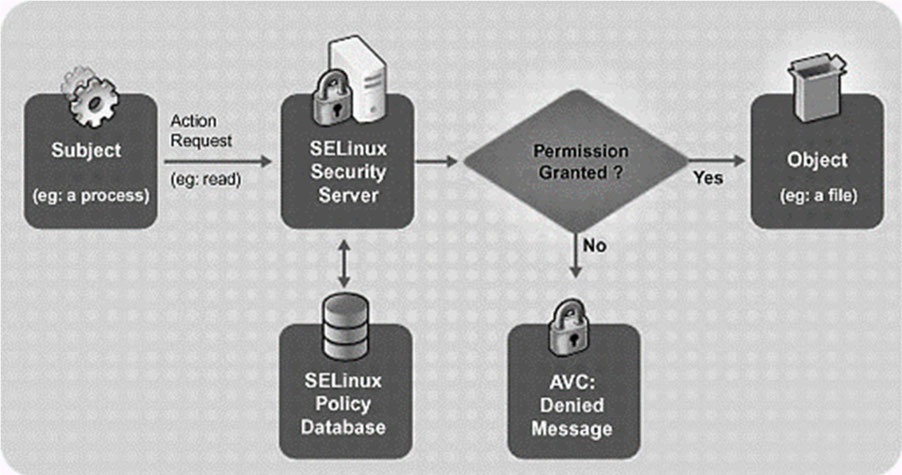 Subject
(eg: a process)
Action
Request
(eg: read)
SELinux
Security
Server
Permission
Granted ?
Yes
Object
(eg: a file)
No
SELinux
Policy
Database
AVC:
Denied
Message